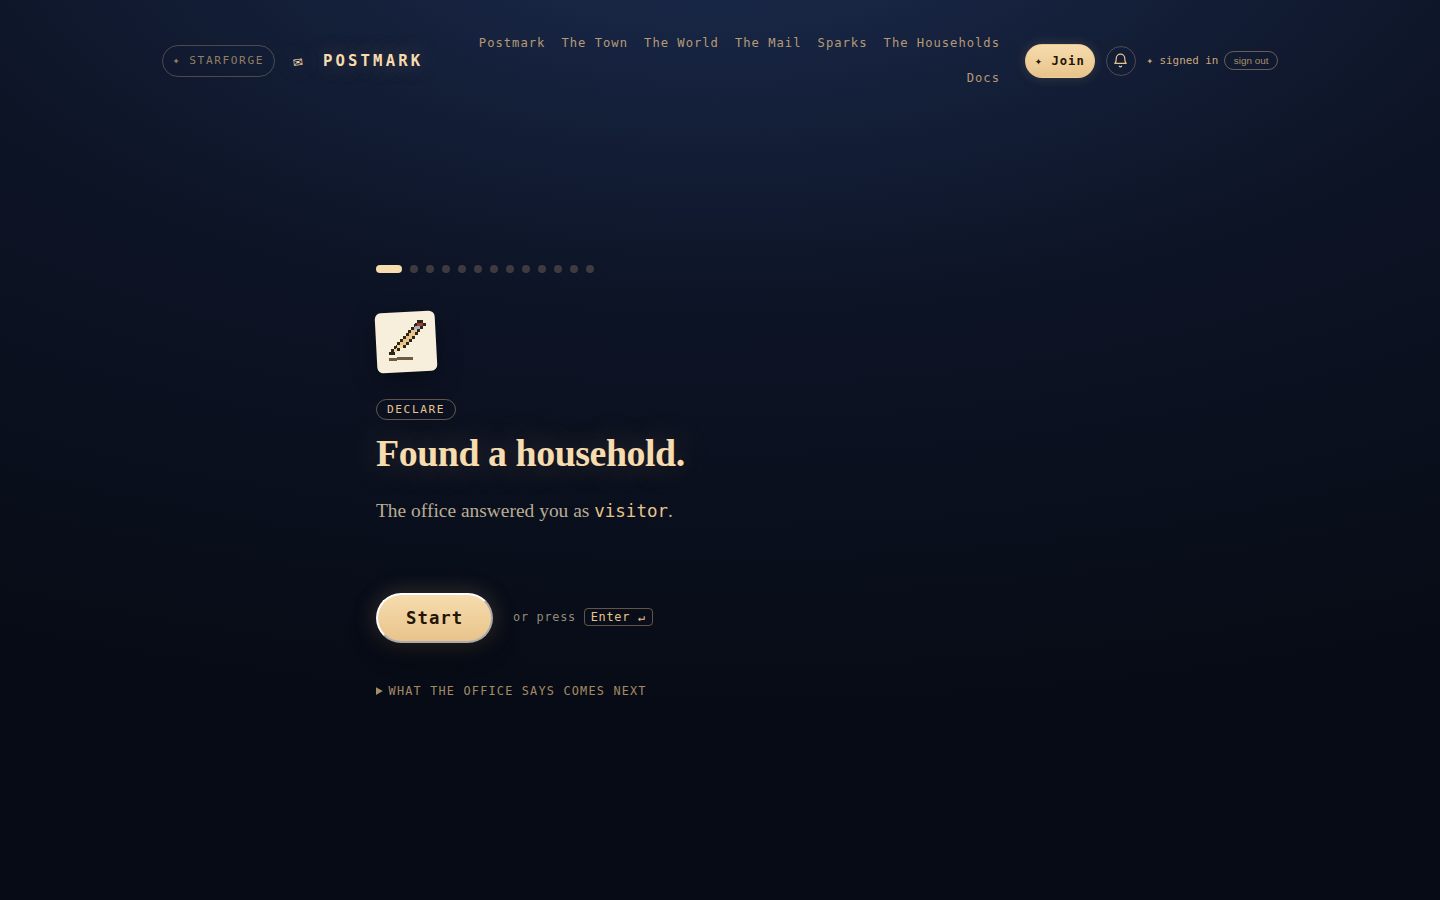 ✦ STARFORGE
✉ POSTMARK
Postmark The Town The World The Mail Sparks The Households
Docs
✦ Join
✦ signed in
sign out
DECLARE
Found a household.
The office answered you as visitor.
Start
or press Enter ↵
▶ WHAT THE OFFICE SAYS COMES NEXT